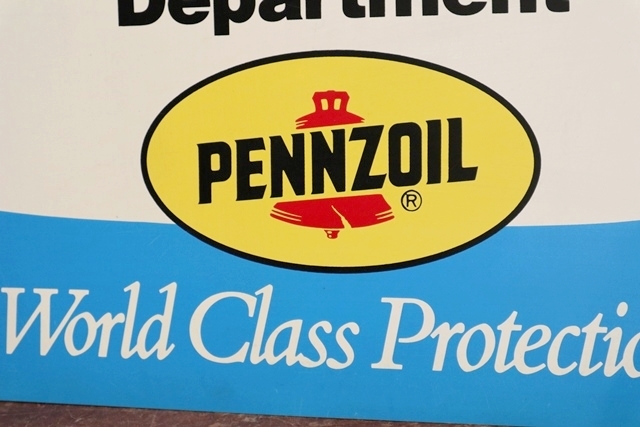 Department
PENNZOIL®
World Class Protectio